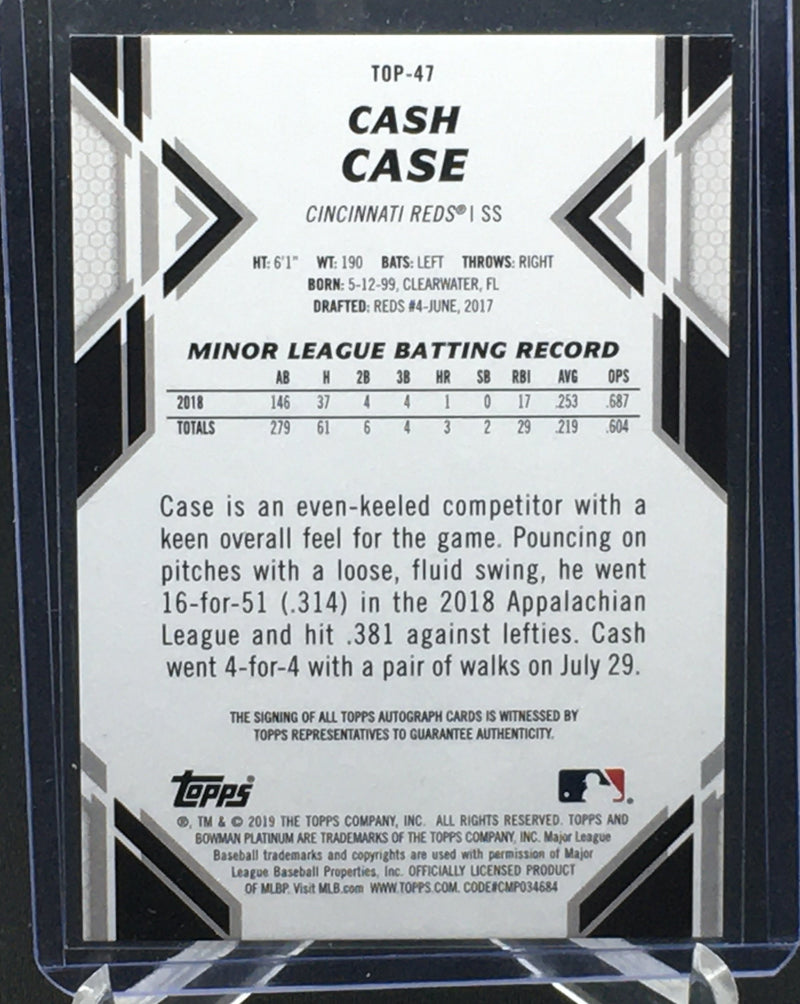 TOP-47
CASH
CASE
CINCINNATI REDS® | SS
HT: 6'1" WT: 190 BATS: LEFT THROWS: RIGHT
BORN: 5-12-99, CLEARWATER, FL
DRAFTED: REDS #4-JUNE, 2017
MINOR LEAGUE BATTING RECORD
AB H 2B 3B HR SB RBI AVG OPS
2018 146 37 4 4 1 0 17 .253 .687
TOTALS 279 61 6 4 3 2 29 .219 .604
Case is an even-keeled competitor with a
keen overall feel for the game. Pouncing on
pitches with a loose, fluid swing, he went
16-for-51 (.314) in the 2018 Appalachian
League and hit .381 against lefties. Cash
went 4-for-4 with a pair of walks on July 29.
THE SIGNING OF ALL TOPPS AUTOGRAPH CARDS IS WITNESSED BY
TOPPS REPRESENTATIVES TO GUARANTEE AUTHENTICITY.
Topps®
®, TM & © 2019 THE TOPPS COMPANY, INC. ALL RIGHTS RESERVED. TOPPS AND
BOWMAN PLATINUM ARE TRADEMARKS OF THE TOPPS COMPANY, INC. Major League
Baseball trademarks and copyrights are used with permission of Major
League Baseball Properties, Inc. OFFICIALLY LICENSED PRODUCT
OF MLBP. Visit MLB.com WWW.TOPPS.COM. CODE#CMP034684